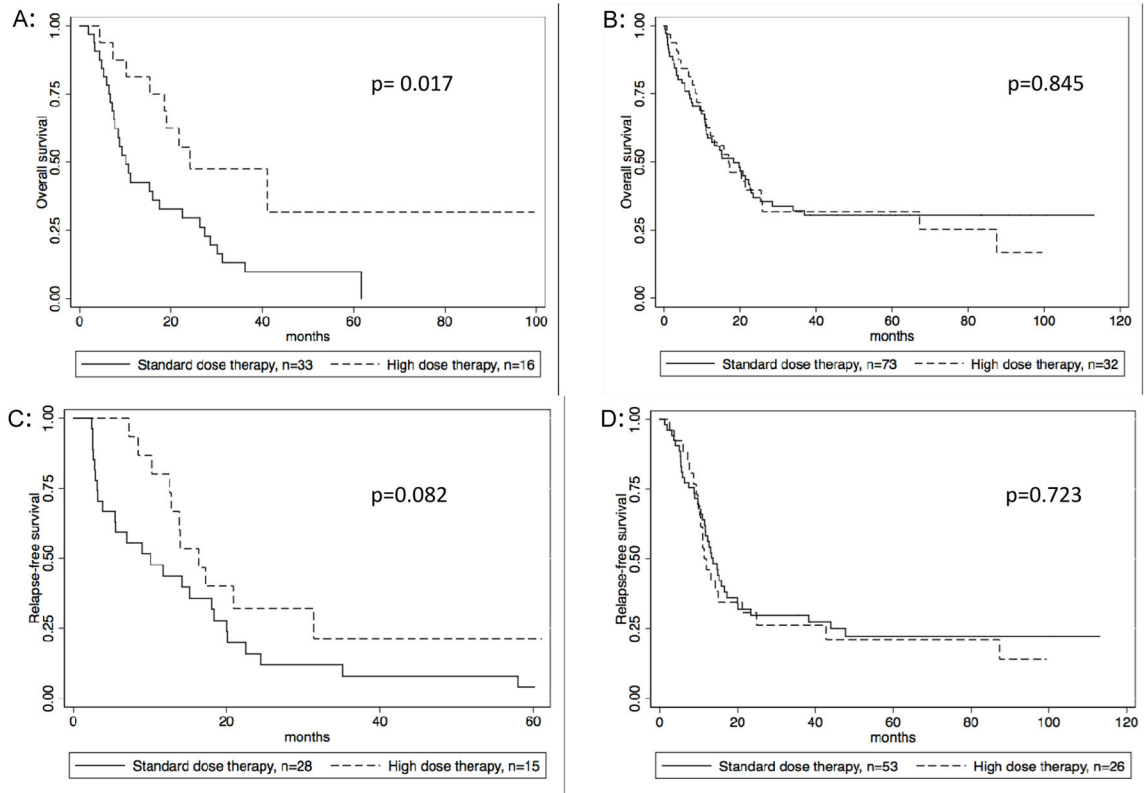 A:
p= 0.017
Overall survival
1.00
0.75
0.50
0.25
0.00
0 20 40 60 80 100
months
Standard dose therapy, n=33 High dose therapy, n=16
B:
p=0.845
Overall survival
1.00
0.75
0.50
0.25
0.00
0 20 40 60 80 100 120
months
Standard dose therapy, n=73 High dose therapy, n=32
C:
p=0.082
Relapse-free survival
1.00
0.75
0.50
0.25
0.00
0 20 40 60
months
Standard dose therapy, n=28 High dose therapy, n=15
D:
p=0.723
Relapse-free survival
1.00
0.75
0.50
0.25
0.00
0 20 40 60 80 100 120
months
Standard dose therapy, n=53 High dose therapy, n=26